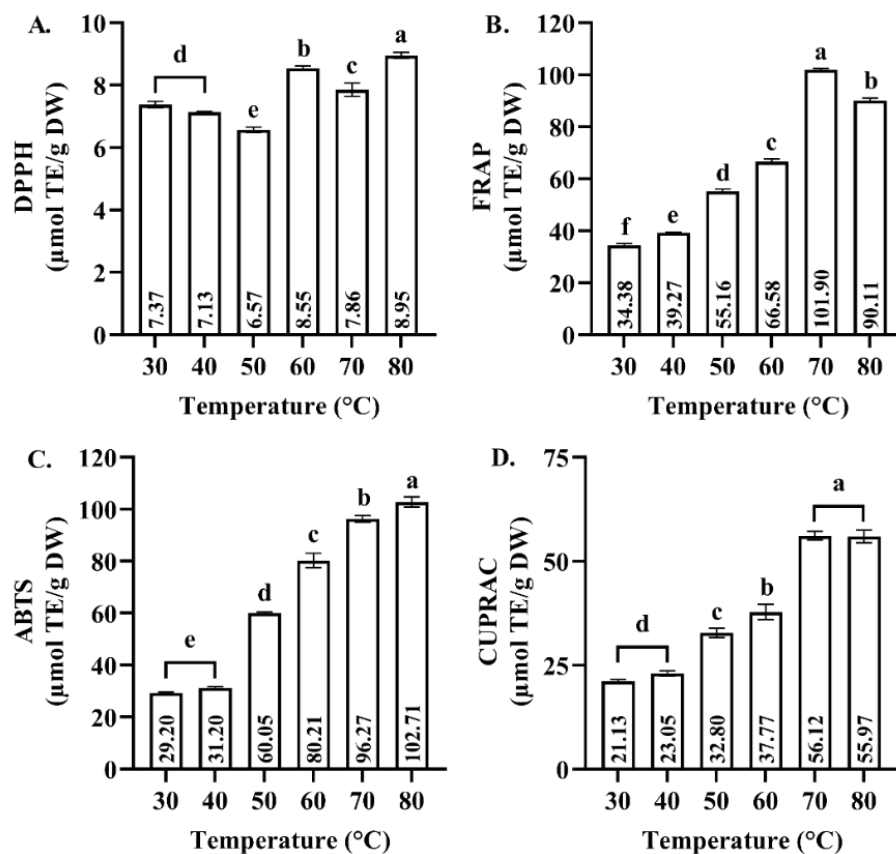 A.
DPPH
(µmol TE/g DW)
10
8
6
4
2
0
d
e
b
c
a
7.37
7.13
6.57
8.55
7.86
8.95
30 40 50 60 70 80
Temperature (°C)
B.
FRAP
(µmol TE/g DW)
120
100
80
60
40
20
0
f
e
d
c
a
b
34.38
39.27
55.16
66.58
101.90
90.11
30 40 50 60 70 80
Temperature (°C)
C.
ABTS
(µmol TE/g DW)
120
100
80
60
40
20
0
e
d
c
b
a
29.20
31.20
60.05
80.21
96.27
102.71
30 40 50 60 70 80
Temperature (°C)
D.
CUPRAC
(µmol TE/g DW)
75
50
25
0
d
c
b
a
21.13
23.05
32.80
37.77
56.12
55.97
30 40 50 60 70 80
Temperature (°C)